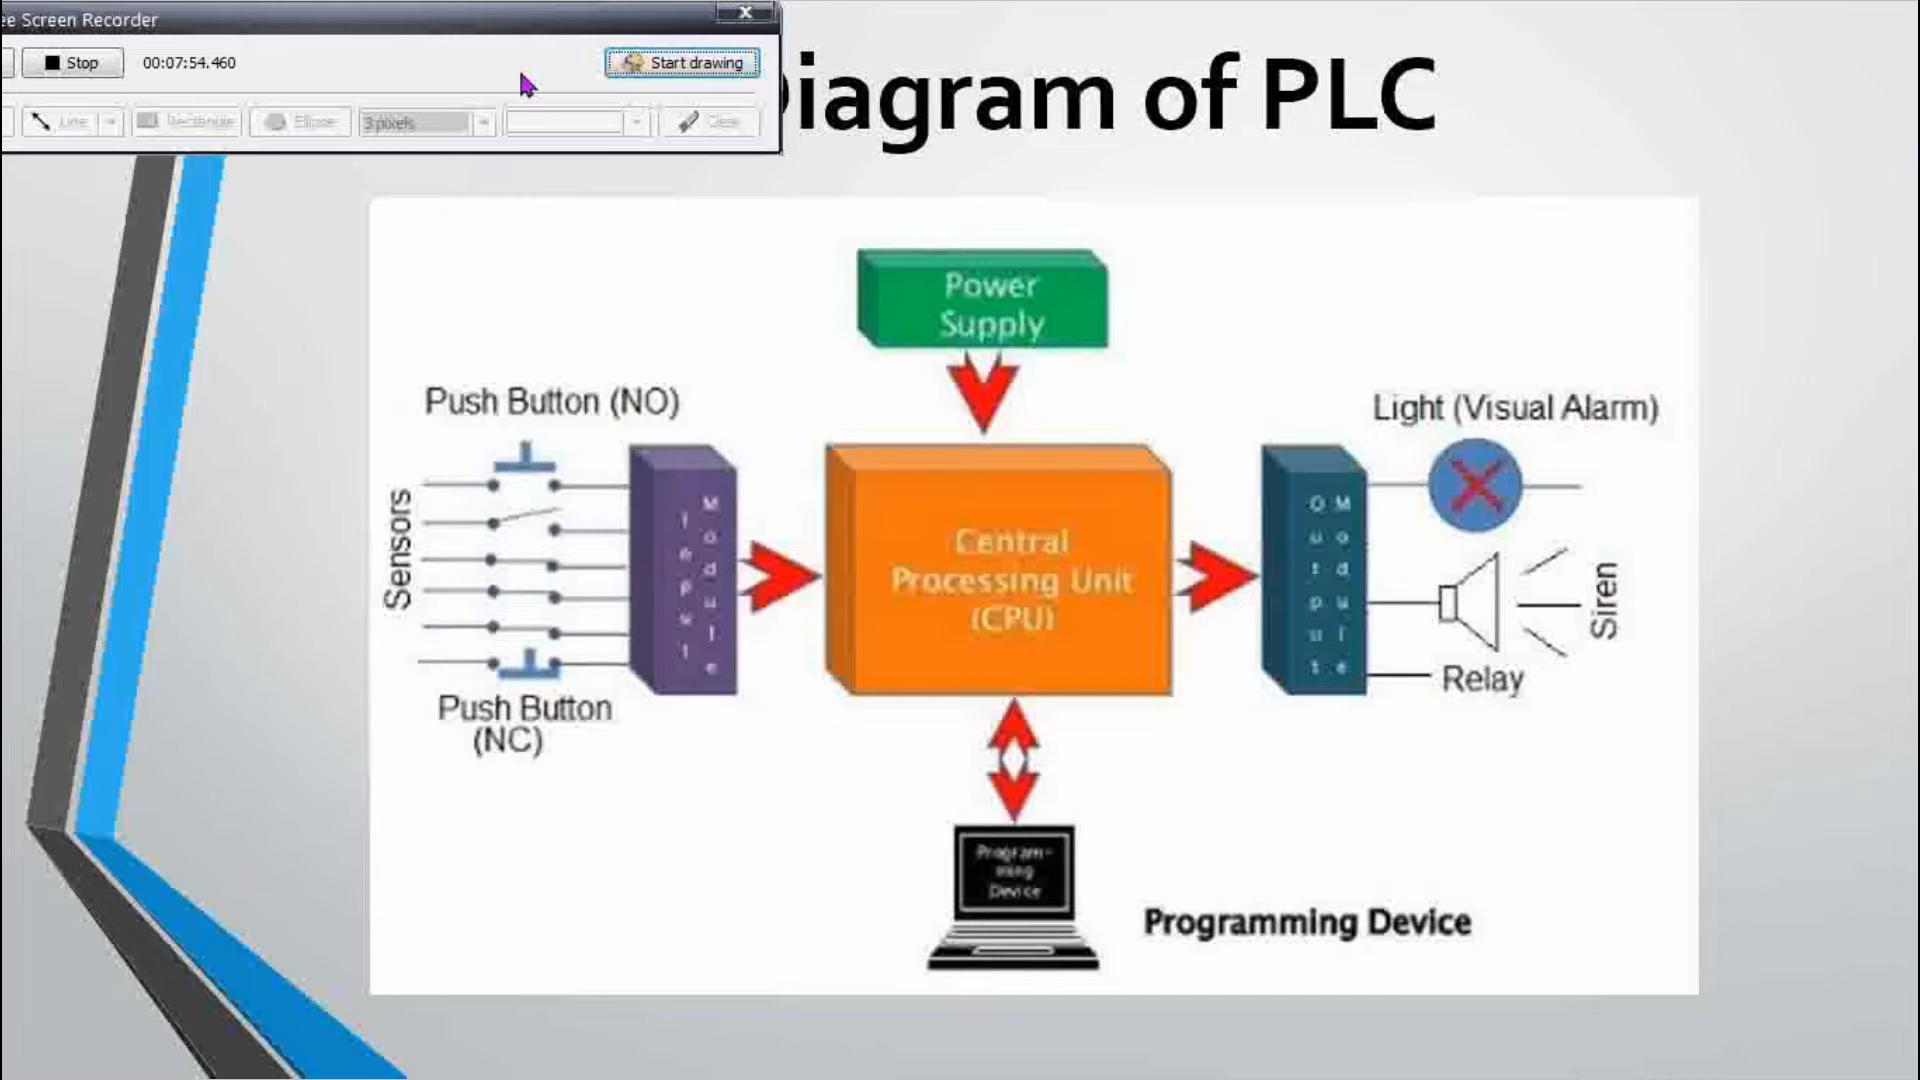 ee Screen Recorder
Stop
00:07:54.460
Start drawing
Line
Rectangle
Ellipse
3 pixels
Clear
Diagram of PLC
Power
Supply
Push Button (NO)
Light (Visual Alarm)
Sensors
Input
Module
Central
Processing Unit
(CPU)
Output
Module
Siren
Relay
Push Button
(NC)
Program-
ming
Device
Programming Device